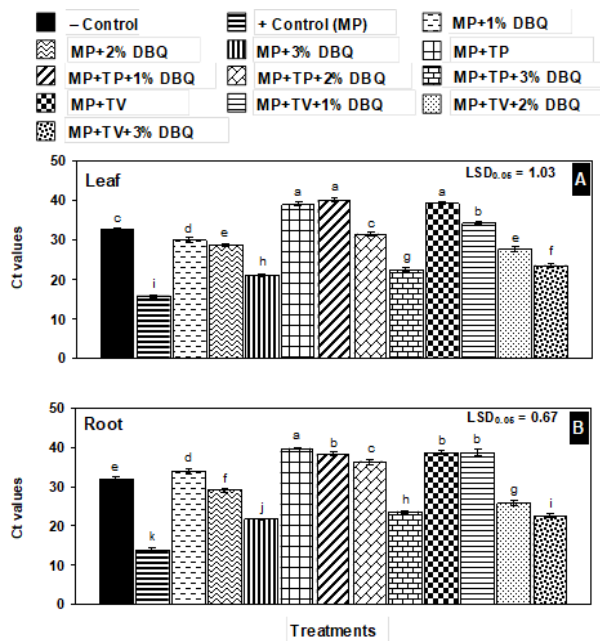 – Control + Control (MP) MP+1% DBQ
MP+2% DBQ MP+3% DBQ MP+TP
MP+TP+1% DBQ MP+TP+2% DBQ MP+TP+3% DBQ
MP+TV MP+TV+1% DBQ MP+TV+2% DBQ
MP+TV+3% DBQ
Leaf
LSD0.05 = 1.03
A
Ct values
50
40
30
20
10
0
c i d e h a a c g a b e f
Root
LSD0.05 = 0.67
B
Ct values
50
40
30
20
10
0
e k d f j a b c h b b g i
Treatments